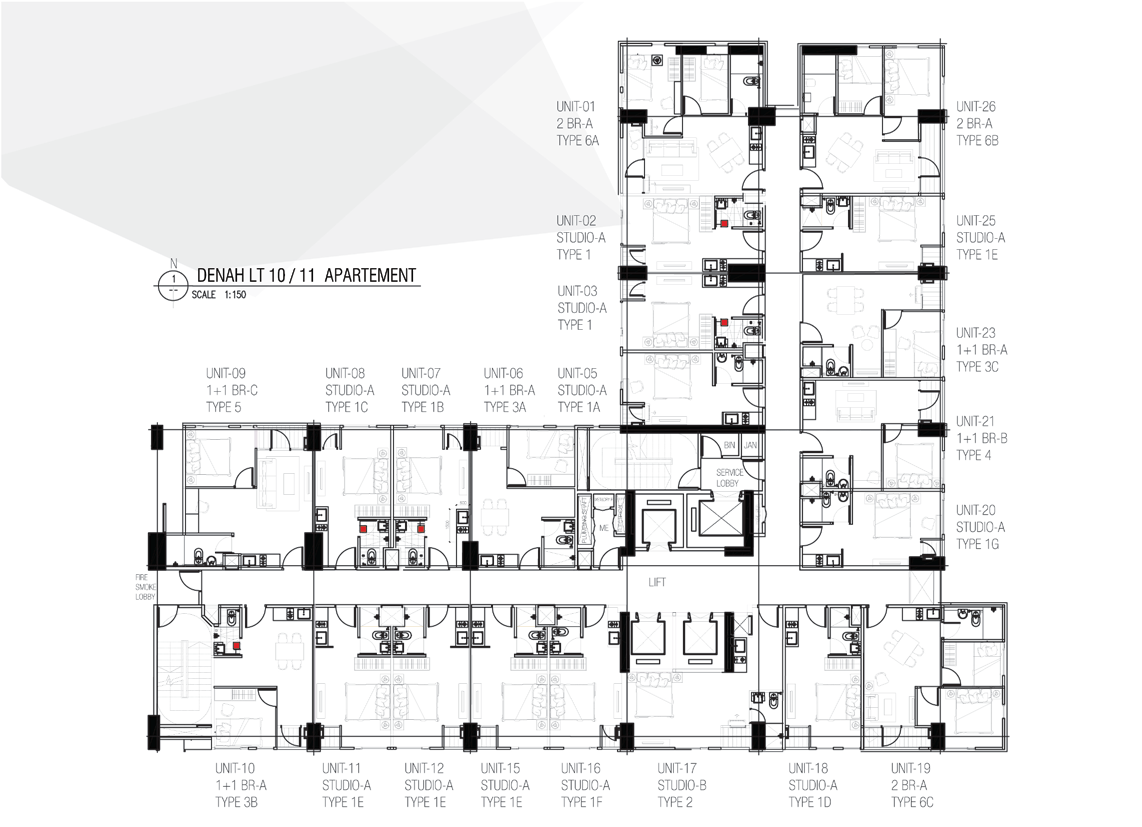 UNIT-01
2 BR-A
TYPE 6A
UNIT-26
2 BR-A
TYPE 6B
UNIT-02
STUDIO-A
TYPE 1
UNIT-25
STUDIO-A
TYPE 1E
N
1
--
DENAH LT 10 / 11 APARTEMENT
SCALE 1:150
UNIT-03
STUDIO-A
TYPE 1
UNIT-23
1+1 BR-A
TYPE 3C
UNIT-09
1+1 BR-C
TYPE 5
UNIT-08
STUDIO-A
TYPE 1C
UNIT-07
STUDIO-A
TYPE 1B
UNIT-06
1+1 BR-A
TYPE 3A
UNIT-05
STUDIO-A
TYPE 1A
UNIT-21
1+1 BR-B
TYPE 4
BIN
JAN
SERVICE
LOBBY
ME
UNIT-20
STUDIO-A
TYPE 1G
FIRE
SMOKE
LOBBY
LIFT
UNIT-10
1+1 BR-A
TYPE 3B
UNIT-11
STUDIO-A
TYPE 1E
UNIT-12
STUDIO-A
TYPE 1E
UNIT-15
STUDIO-A
TYPE 1E
UNIT-16
STUDIO-A
TYPE 1F
UNIT-17
STUDIO-B
TYPE 2
UNIT-18
STUDIO-A
TYPE 1D
UNIT-19
2 BR-A
TYPE 6C